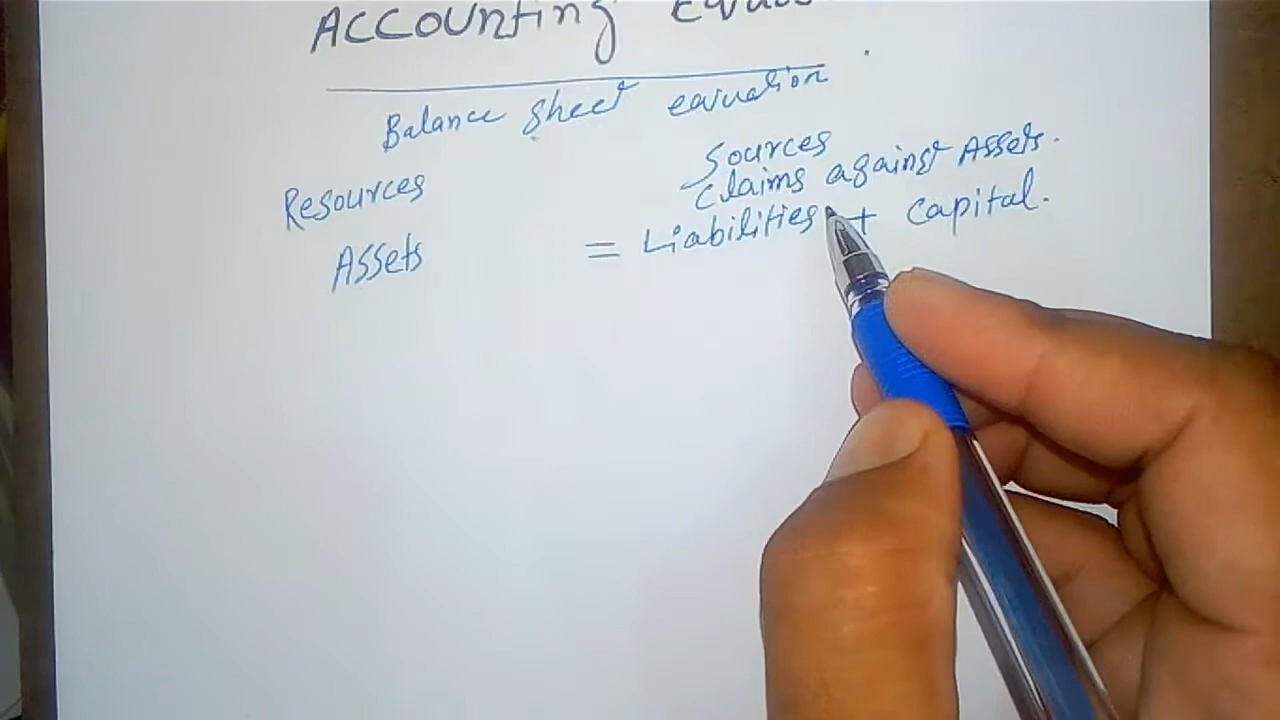 Accounting
Balance sheet equation
Sources
Resources
Claims against Assets.
Assets = Liabilities + Capital.